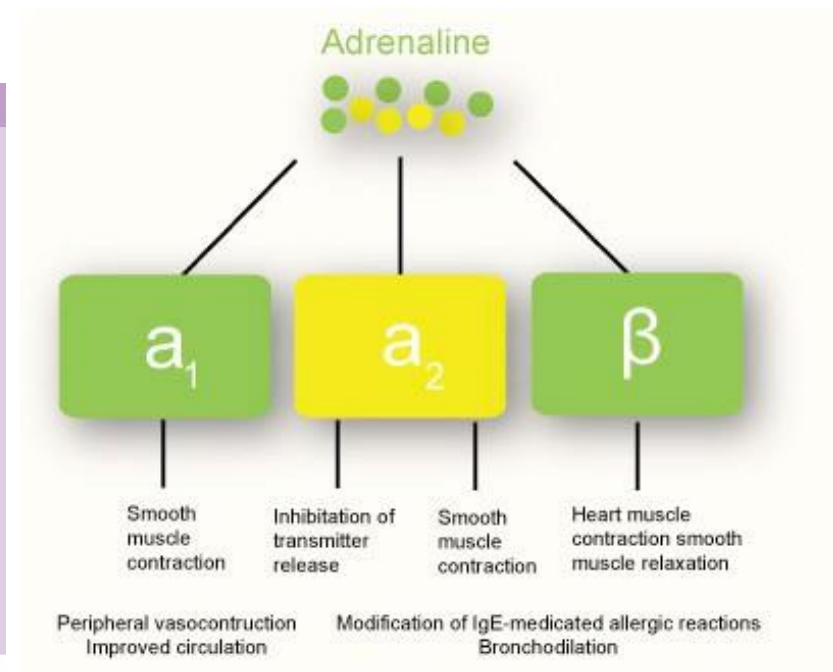 Adrenaline
a1
a2
β
Smooth
muscle
contraction
Inhibitation of
transmitter
release
Smooth
muscle
contraction
Heart muscle
contraction smooth
muscle relaxation
Peripheral vasocontruction
Improved circulation
Modification of IgE-medicated allergic reactions
Bronchodilation